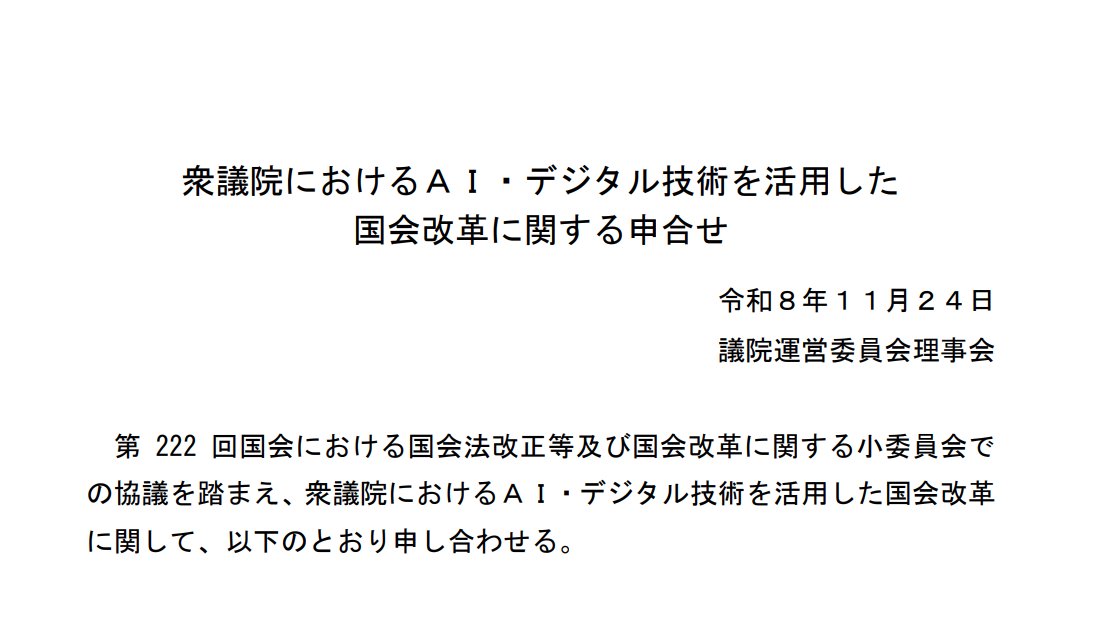 衆議院におけるＡＩ・デジタル技術を活用した
国会改革に関する申合せ
令和８年１１月２４日
議院運営委員会理事会
第 222 回国会における国会法改正等及び国会改革に関する小委員会で
の協議を踏まえ、衆議院におけるＡＩ・デジタル技術を活用した国会改革
に関して、以下のとおり申し合わせる。